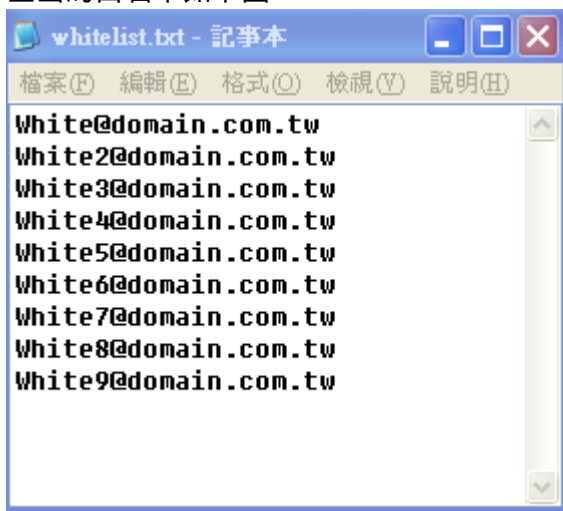 whitelist.txt - 記事本
檔案(F) 編輯(E) 格式(O) 檢視(V) 說明(H)
White@domain.com.tw
White2@domain.com.tw
White3@domain.com.tw
White4@domain.com.tw
White5@domain.com.tw
White6@domain.com.tw
White7@domain.com.tw
White8@domain.com.tw
White9@domain.com.tw